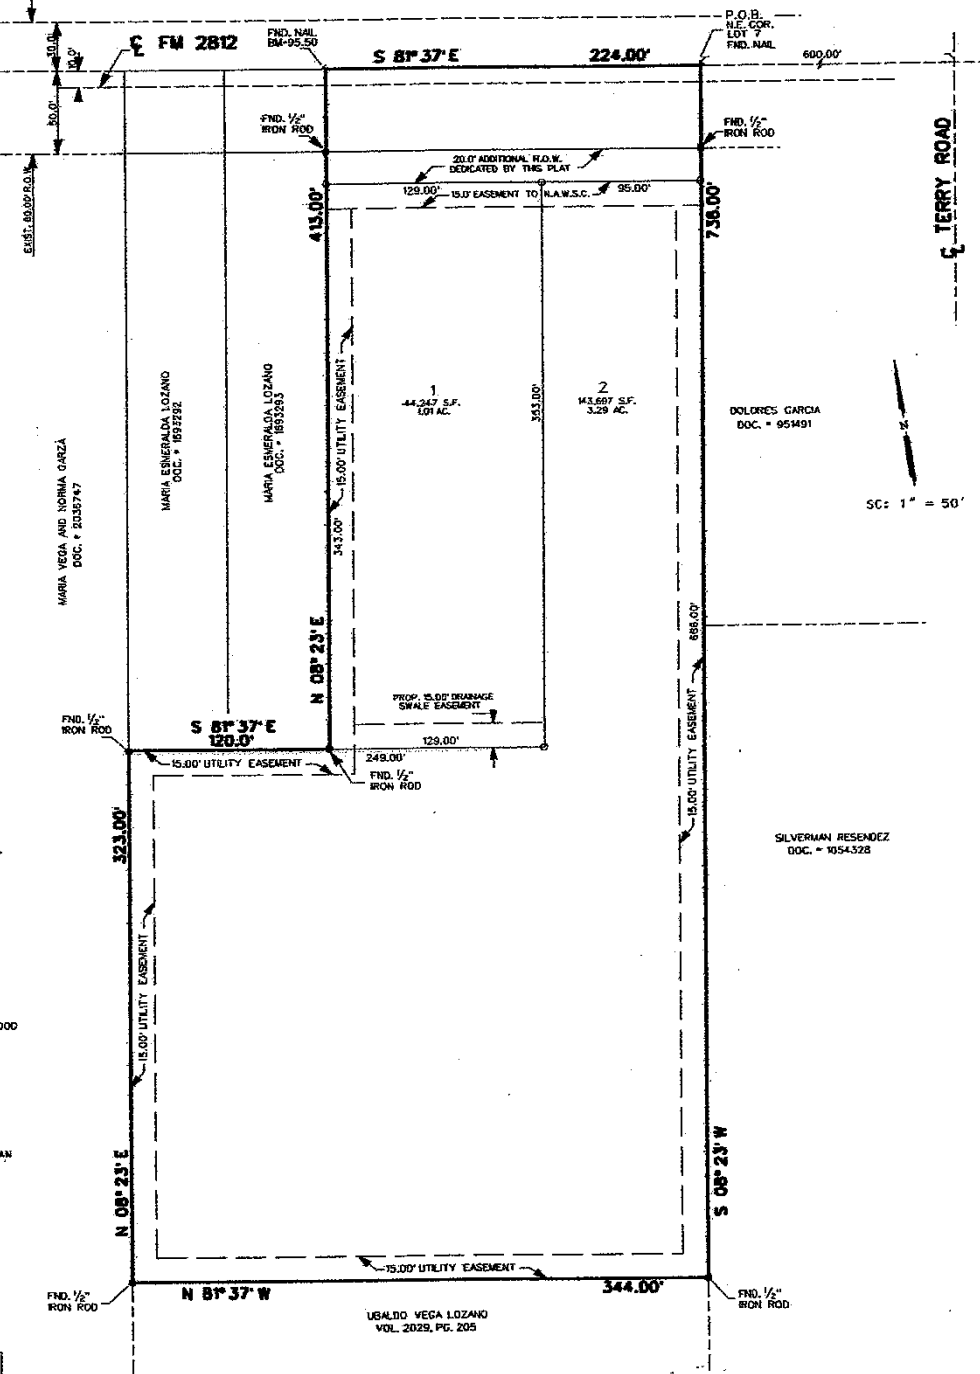 P.O.B.
N.E. COR.
LOT 7
FND. NAIL
FND. NAIL
BM-95.50
℄ FM 2812
S 81° 37' E
224.00'
600.00'
30.0'
10.0'
50.0'
EXIST. 80.00' R.O.W.
FND. 1/2"
IRON ROD
FND. 1/2"
IRON ROD
20.0' ADDITIONAL R.O.W.
DEDICATED BY THIS PLAT
129.00'
95.00'
15.0' EASEMENT TO N.A.W.S.C.
413.00'
738.00'
℄ TERRY ROAD
15.00' UTILITY EASEMENT
1
44,247 S.F.
1.01 AC.
2
143,697 S.F.
3.29 AC.
353.00'
343.00'
N 08° 23' E
MARIA VEGA AND NORMA GARZA
MARIA ESMERALDA LOZANO
DOC. # 1693292
MARIA ESMERALDA LOZANO
DOC. # 1693293
DOLORES GARCIA
DOC. # 951491
N
SC: 1" = 50'
PROP. 15.00' DRAINAGE
SWALE EASEMENT
129.00'
249.00'
FND. 1/2"
IRON ROD
S 81° 37' E
120.0'
15.00' UTILITY EASEMENT
FND. 1/2"
IRON ROD
15.00' UTILITY EASEMENT
323.00'
SILVERMAN RESENDEZ
DOC. # 1054328
15.00' UTILITY EASEMENT
N 08° 23' E
S 08° 23' W
15.00' UTILITY EASEMENT
N 81° 37' W
344.00'
FND. 1/2"
IRON ROD
FND. 1/2"
IRON ROD
UBALDO VEGA LOZANO
VOL. 2029, PG. 205